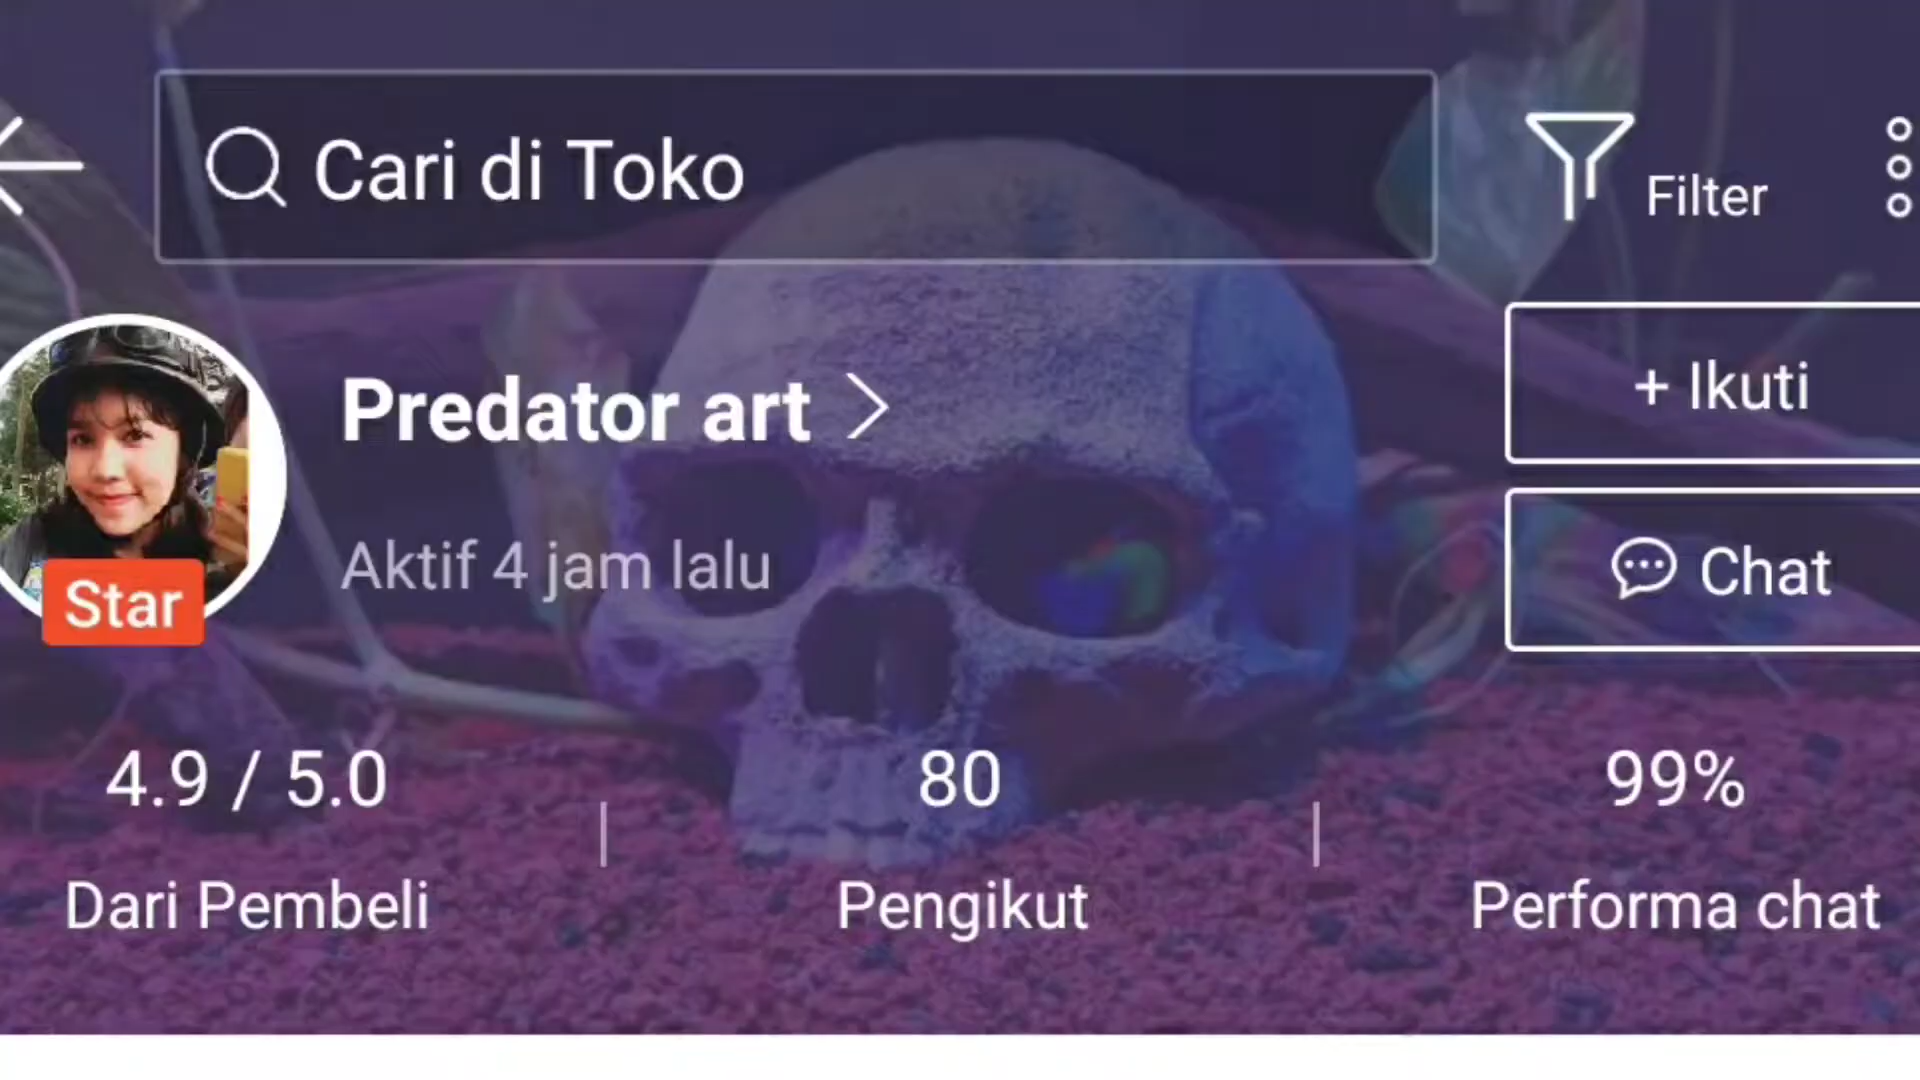 Cari di Toko
Filter
Predator art
+ Ikuti
Aktif 4 jam lalu
Chat
Star
4.9 / 5.0
80
99%
Dari Pembeli
Pengikut
Performa chat